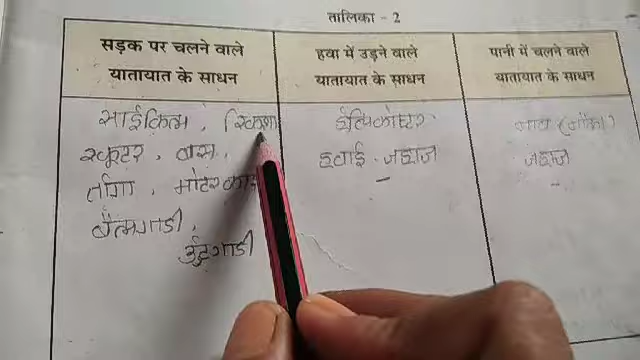 तालिका - 2
सड़क पर चलने वाले
यातायात के साधन
साईकिल, रिक्शा
स्कूटर, बस,
ताँगा, मोटर कार
बैलगाडी,
ऊँटगाडी
हवा में उड़ने वाले
यातायात के साधन
हेलिकॉप्टर
हवाई जहाज
पानी में चलने वाले
यातायात के साधन
नाव (नौका)
जहाज